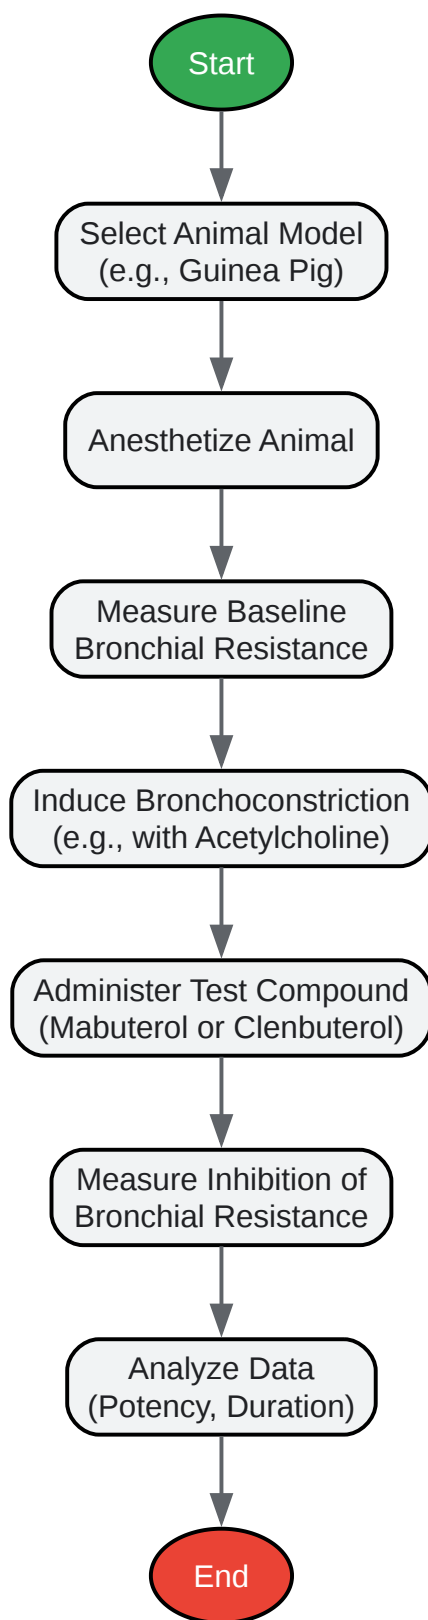 Start
Select Animal Model
(e.g., Guinea Pig)
Anesthetize Animal
Measure Baseline
Bronchial Resistance
Induce Bronchoconstriction
(e.g., with Acetylcholine)
Administer Test Compound
(Mabuterol or Clenbuterol)
Measure Inhibition of
Bronchial Resistance
Analyze Data
(Potency, Duration)
End